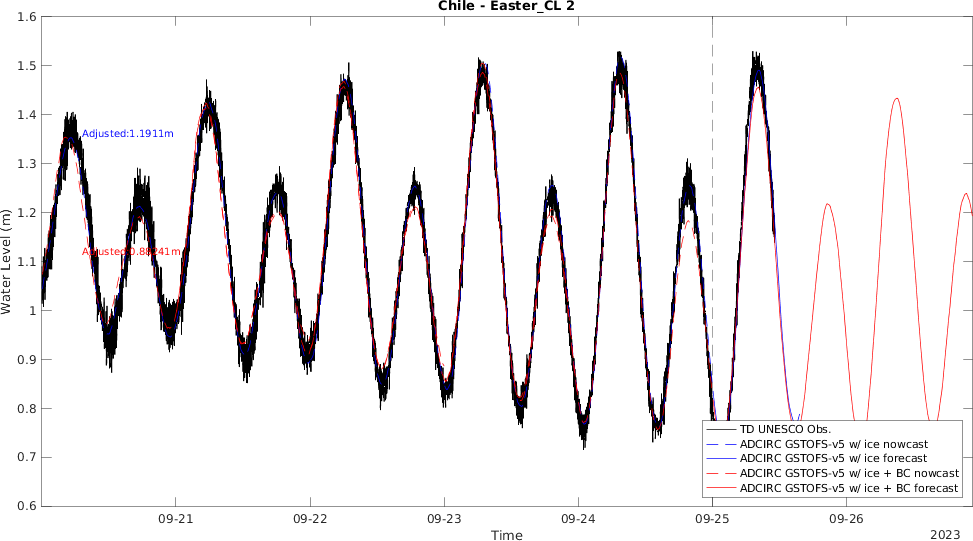 Chile - Easter_CL 2
1.6
1.5
1.4
1.3
1.2
1.1
1
0.9
0.8
0.7
0.6
Water Level (m)
Adjusted:1.1911m
09-21
09-22
09-23
09-24
09-25
09-26
Time
2023
TD UNESCO Obs.
ADCIRC GSTOFS-v5 w/ ice nowcast
ADCIRC GSTOFS-v5 w/ ice forecast
ADCIRC GSTOFS-v5 w/ ice + BC nowcast
ADCIRC GSTOFS-v5 w/ ice + BC forecast